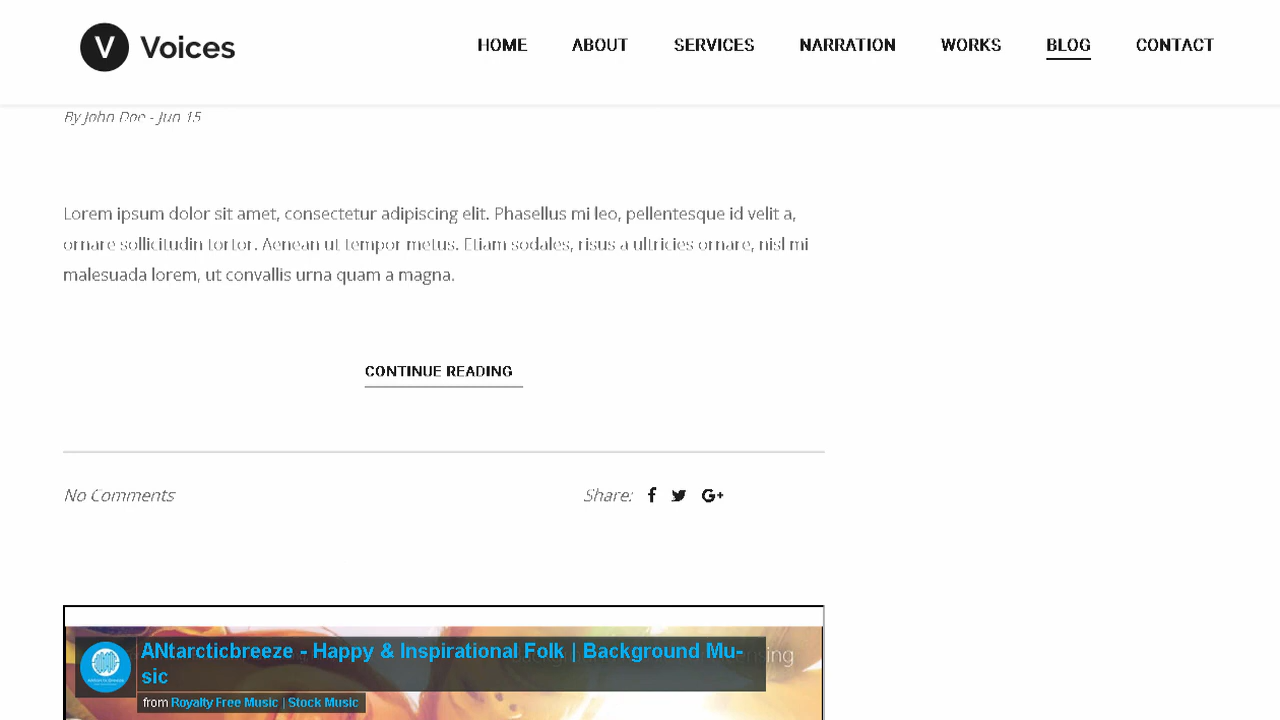 V Voices
HOME ABOUT SERVICES NARRATION WORKS BLOG CONTACT
By John Doe - Jun 15
Lorem ipsum dolor sit amet, consectetur adipiscing elit. Phasellus mi leo, pellentesque id velit a,
ornare sollicitudin tortor. Aenean ut tempor metus. Etiam sodales, risus a ultricies ornare, nisl mi
malesuada lorem, ut convallis urna quam a magna.
CONTINUE READING
No Comments
Share:
ANtarcticbreeze - Happy & Inspirational Folk | Background Mu-
sic
from Royalty Free Music | Stock Music